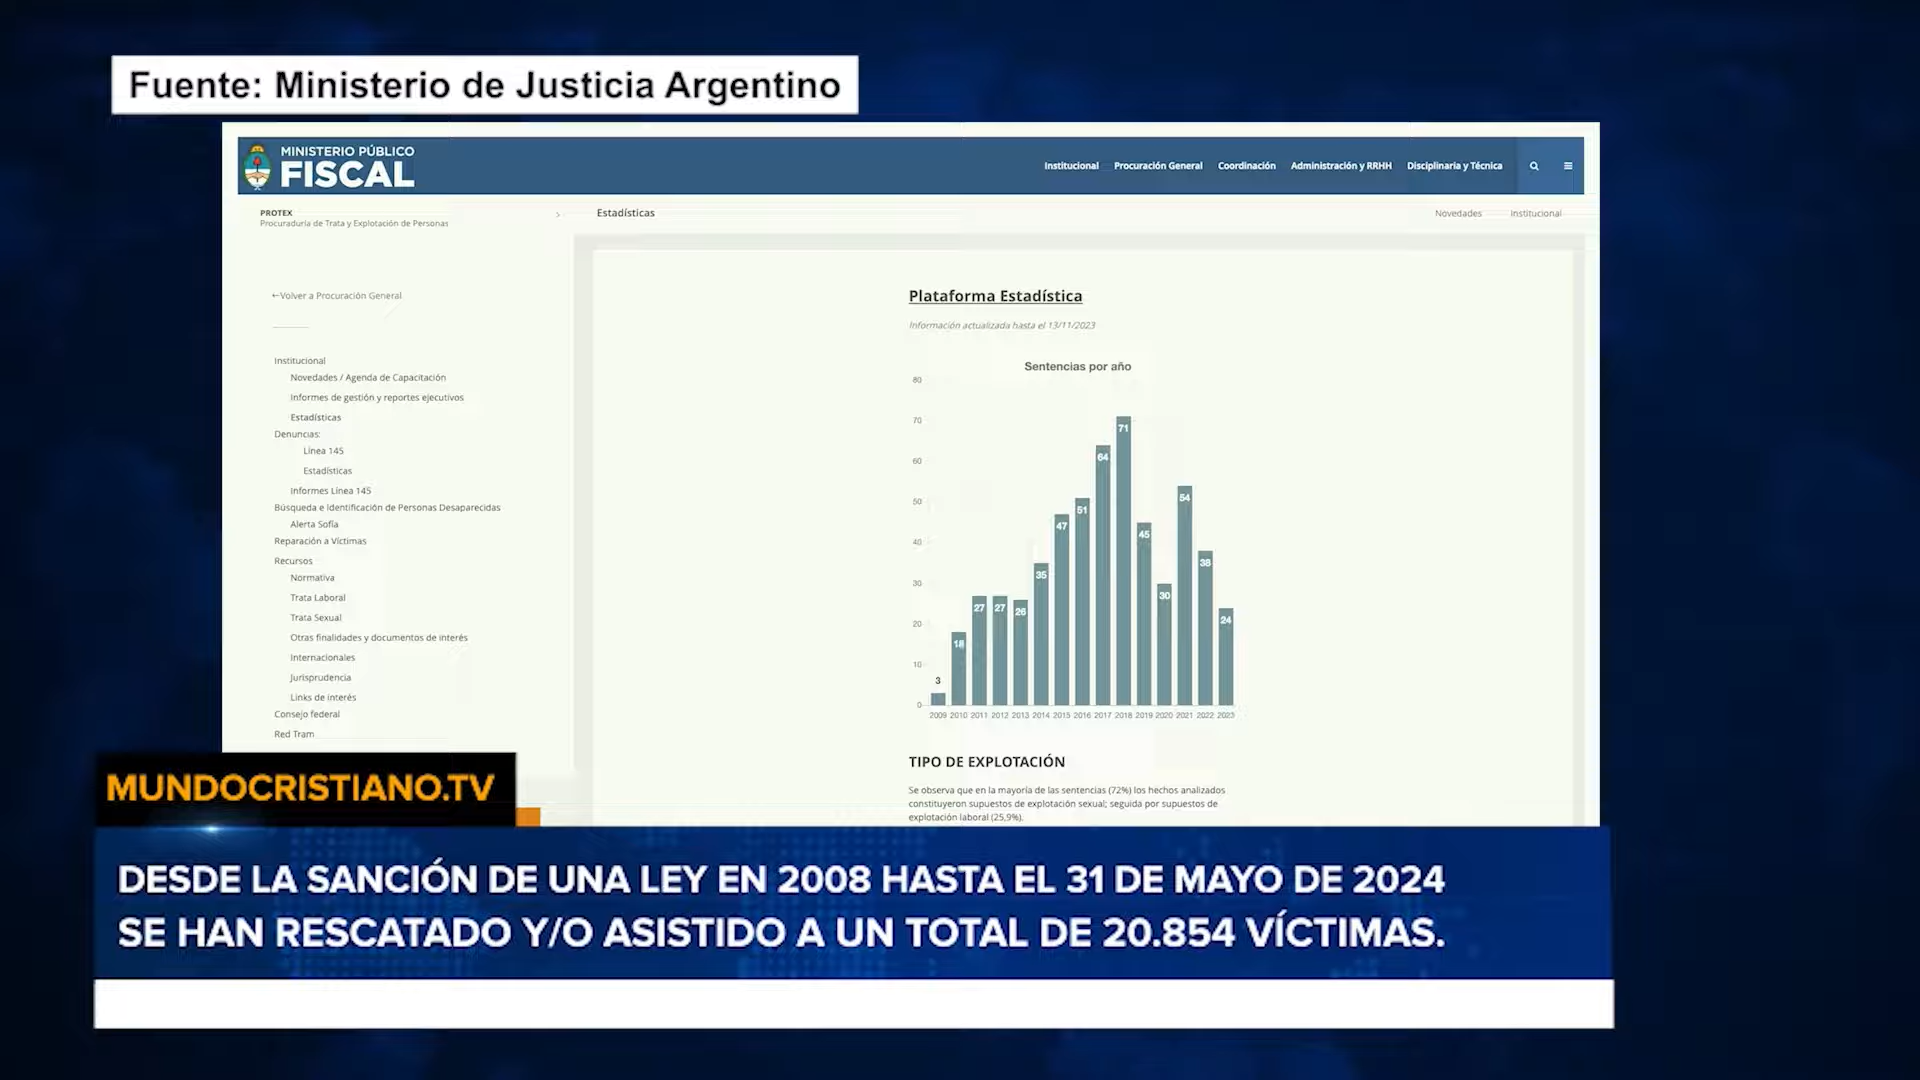 Fuente: Ministerio de Justicia Argentino
MINISTERIO PÚBLICO
FISCAL
Institucional Procuración General Coordinación Administración y RRHH Disciplinaria y Técnica
PROTEX
Procuraduría de Trata y Explotación de Personas
Estadísticas
Novedades Institucional
←Volver a Procuración General
Institucional
Novedades / Agenda de Capacitación
Informes de gestión y reportes ejecutivos
Estadísticas
Denuncias:
Línea 145
Estadísticas
Informes Línea 145
Búsqueda e Identificación de Personas Desaparecidas
Alerta Sofía
Reparación a Víctimas
Recursos
Normativa
Trata Laboral
Trata Sexual
Otras finalidades y documentos de interés
Internacionales
Jurisprudencia
Links de interés
Consejo federal
Red Tram
Plataforma Estadística
Información actualizada hasta el 13/11/2023
Sentencias por año
80
70
60
50
40
30
20
10
0
3 18 27 27 26 35 47 51 64 71 45 30 54 38 24
2009 2010 2011 2012 2013 2014 2015 2016 2017 2018 2019 2020 2021 2022 2023
TIPO DE EXPLOTACIÓN
Se observa que en la mayoría de las sentencias (72%) los hechos analizados
constituyeron supuestos de explotación sexual; seguida por supuestos de
explotación laboral (25,9%).
MUNDOCRISTIANO.TV
DESDE LA SANCIÓN DE UNA LEY EN 2008 HASTA EL 31 DE MAYO DE 2024
SE HAN RESCATADO Y/O ASISTIDO A UN TOTAL DE 20.854 VÍCTIMAS.